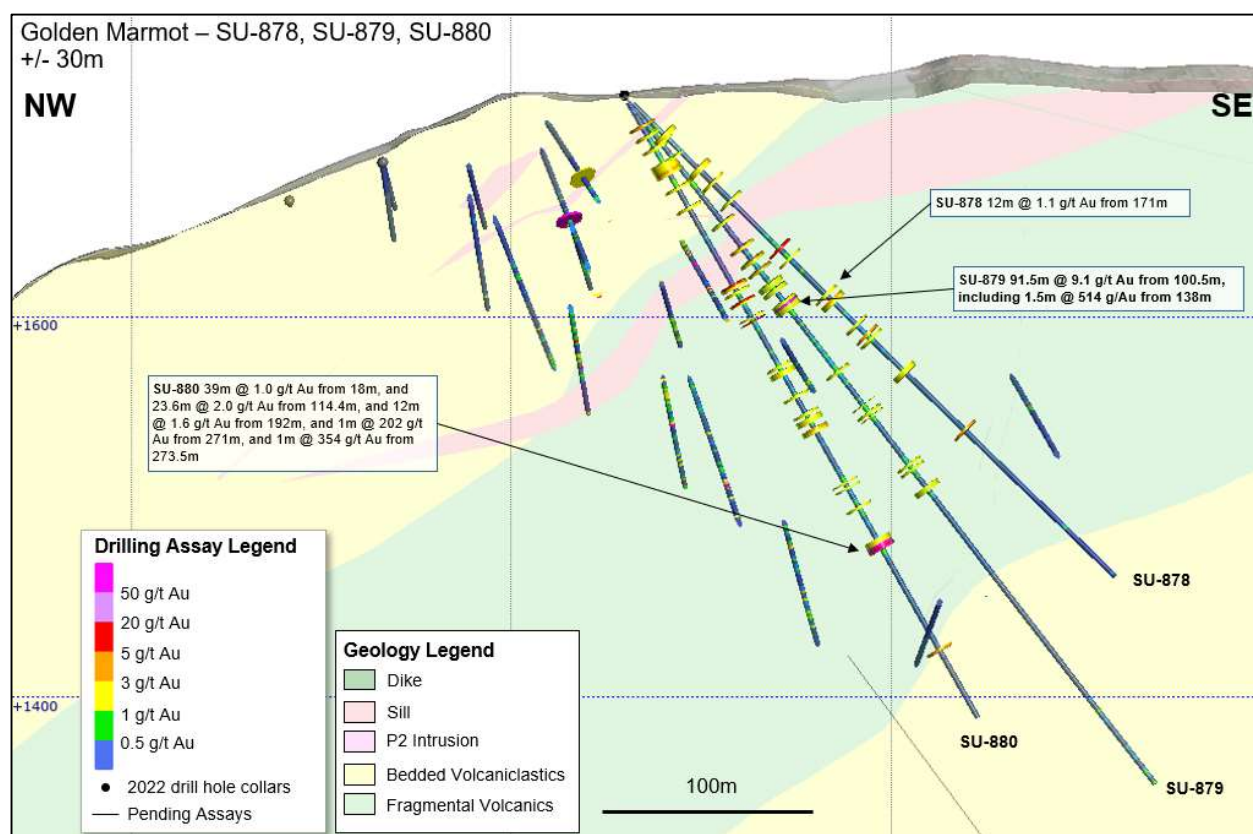 Golden Marmot – SU-878, SU-879, SU-880
+/- 30m
NW
SE
SU-878 12m @ 1.1 g/t Au from 171m
SU-879 91.5m @ 9.1 g/t Au from 100.5m,
including 1.5m @ 514 g/Au from 138m
+1600
SU-880 39m @ 1.0 g/t Au from 18m, and
23.6m @ 2.0 g/t Au from 114.4m, and 12m
@ 1.6 g/t Au from 192m, and 1m @ 202 g/t
Au from 271m, and 1m @ 354 g/t Au from
273.5m
Drilling Assay Legend
50 g/t Au
20 g/t Au
5 g/t Au
3 g/t Au
1 g/t Au
0.5 g/t Au
2022 drill hole collars
Pending Assays
Geology Legend
Dike
Sill
P2 Intrusion
Bedded Volcaniclastics
Fragmental Volcanics
+1400
100m
SU-878
SU-880
SU-879